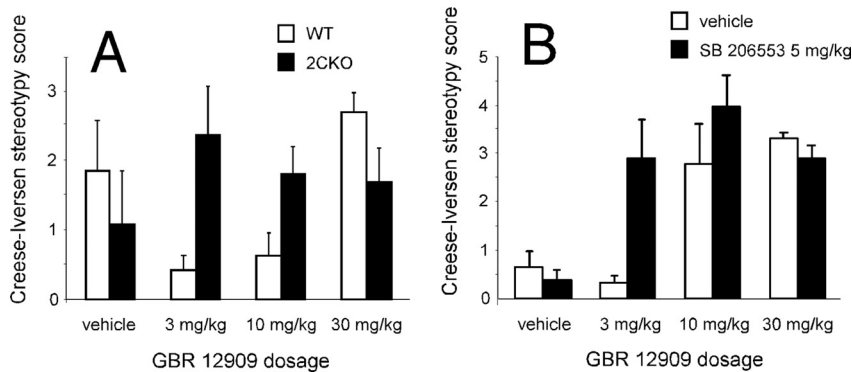 A
WT
2CKO
Creese-Iversen stereotypy score
3
2
1
0
vehicle 3 mg/kg 10 mg/kg 30 mg/kg
GBR 12909 dosage
B
vehicle
SB 206553 5 mg/kg
Creese-Iversen stereotypy score
5
4
3
2
1
0
vehicle 3 mg/kg 10 mg/kg 30 mg/kg
GBR 12909 dosage